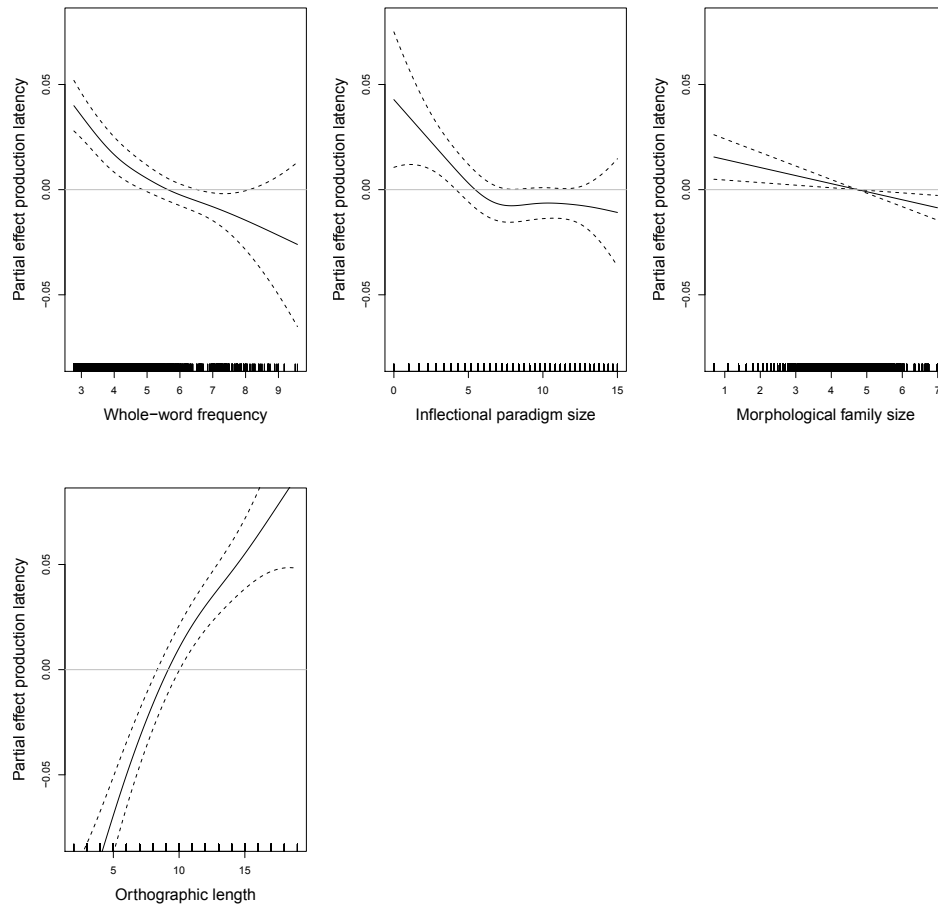 Partial effect production latency
0.05
0.00
−0.05
3 4 5 6 7 8 9
Whole−word frequency
Partial effect production latency
0.05
0.00
−0.05
0 5 10 15
Inflectional paradigm size
Partial effect production latency
0.05
0.00
−0.05
1 2 3 4 5 6 7
Morphological family size
Partial effect production latency
0.05
0.00
−0.05
5 10 15
Orthographic length